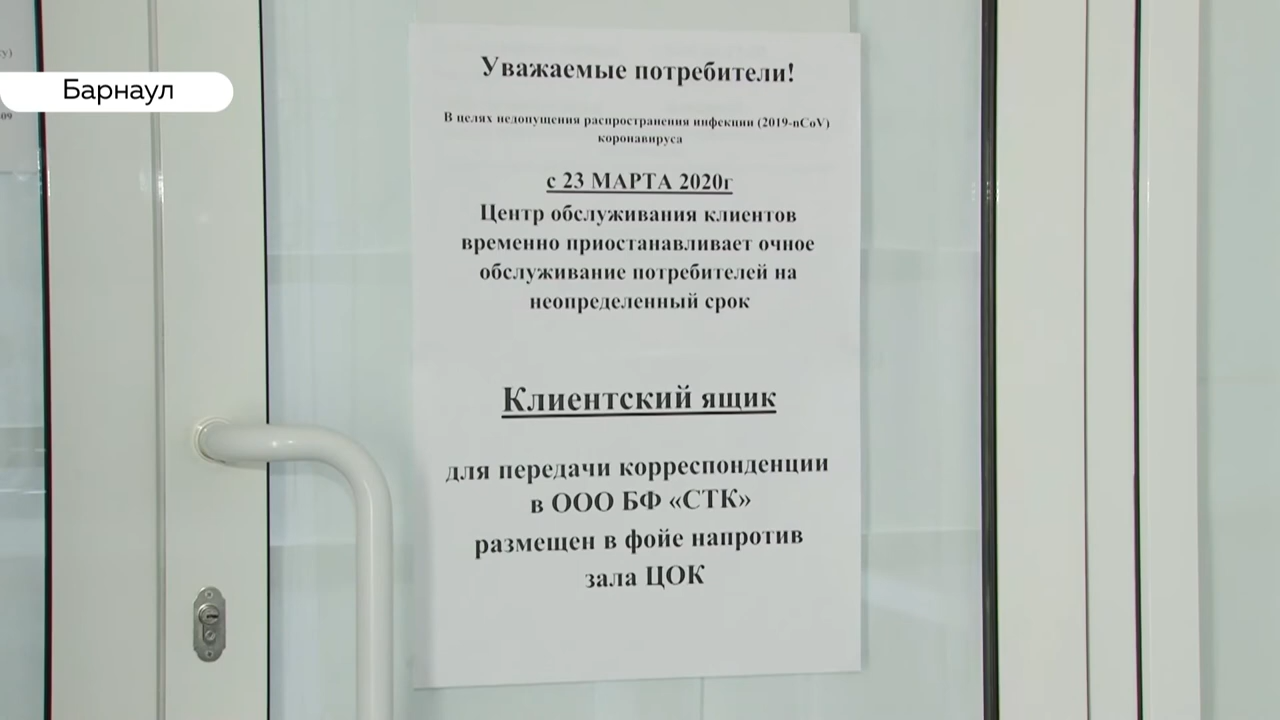 Барнаул
Уважаемые потребители!
В целях недопущения распространения инфекции (2019-nCoV)
коронавируса
с 23 МАРТА 2020г
Центр обслуживания клиентов
временно приостанавливает очное
обслуживание потребителей на
неопределенный срок
Клиентский ящик
для передачи корреспонденции
в ООО БФ «СТК»
размещен в фойе напротив
зала ЦОК